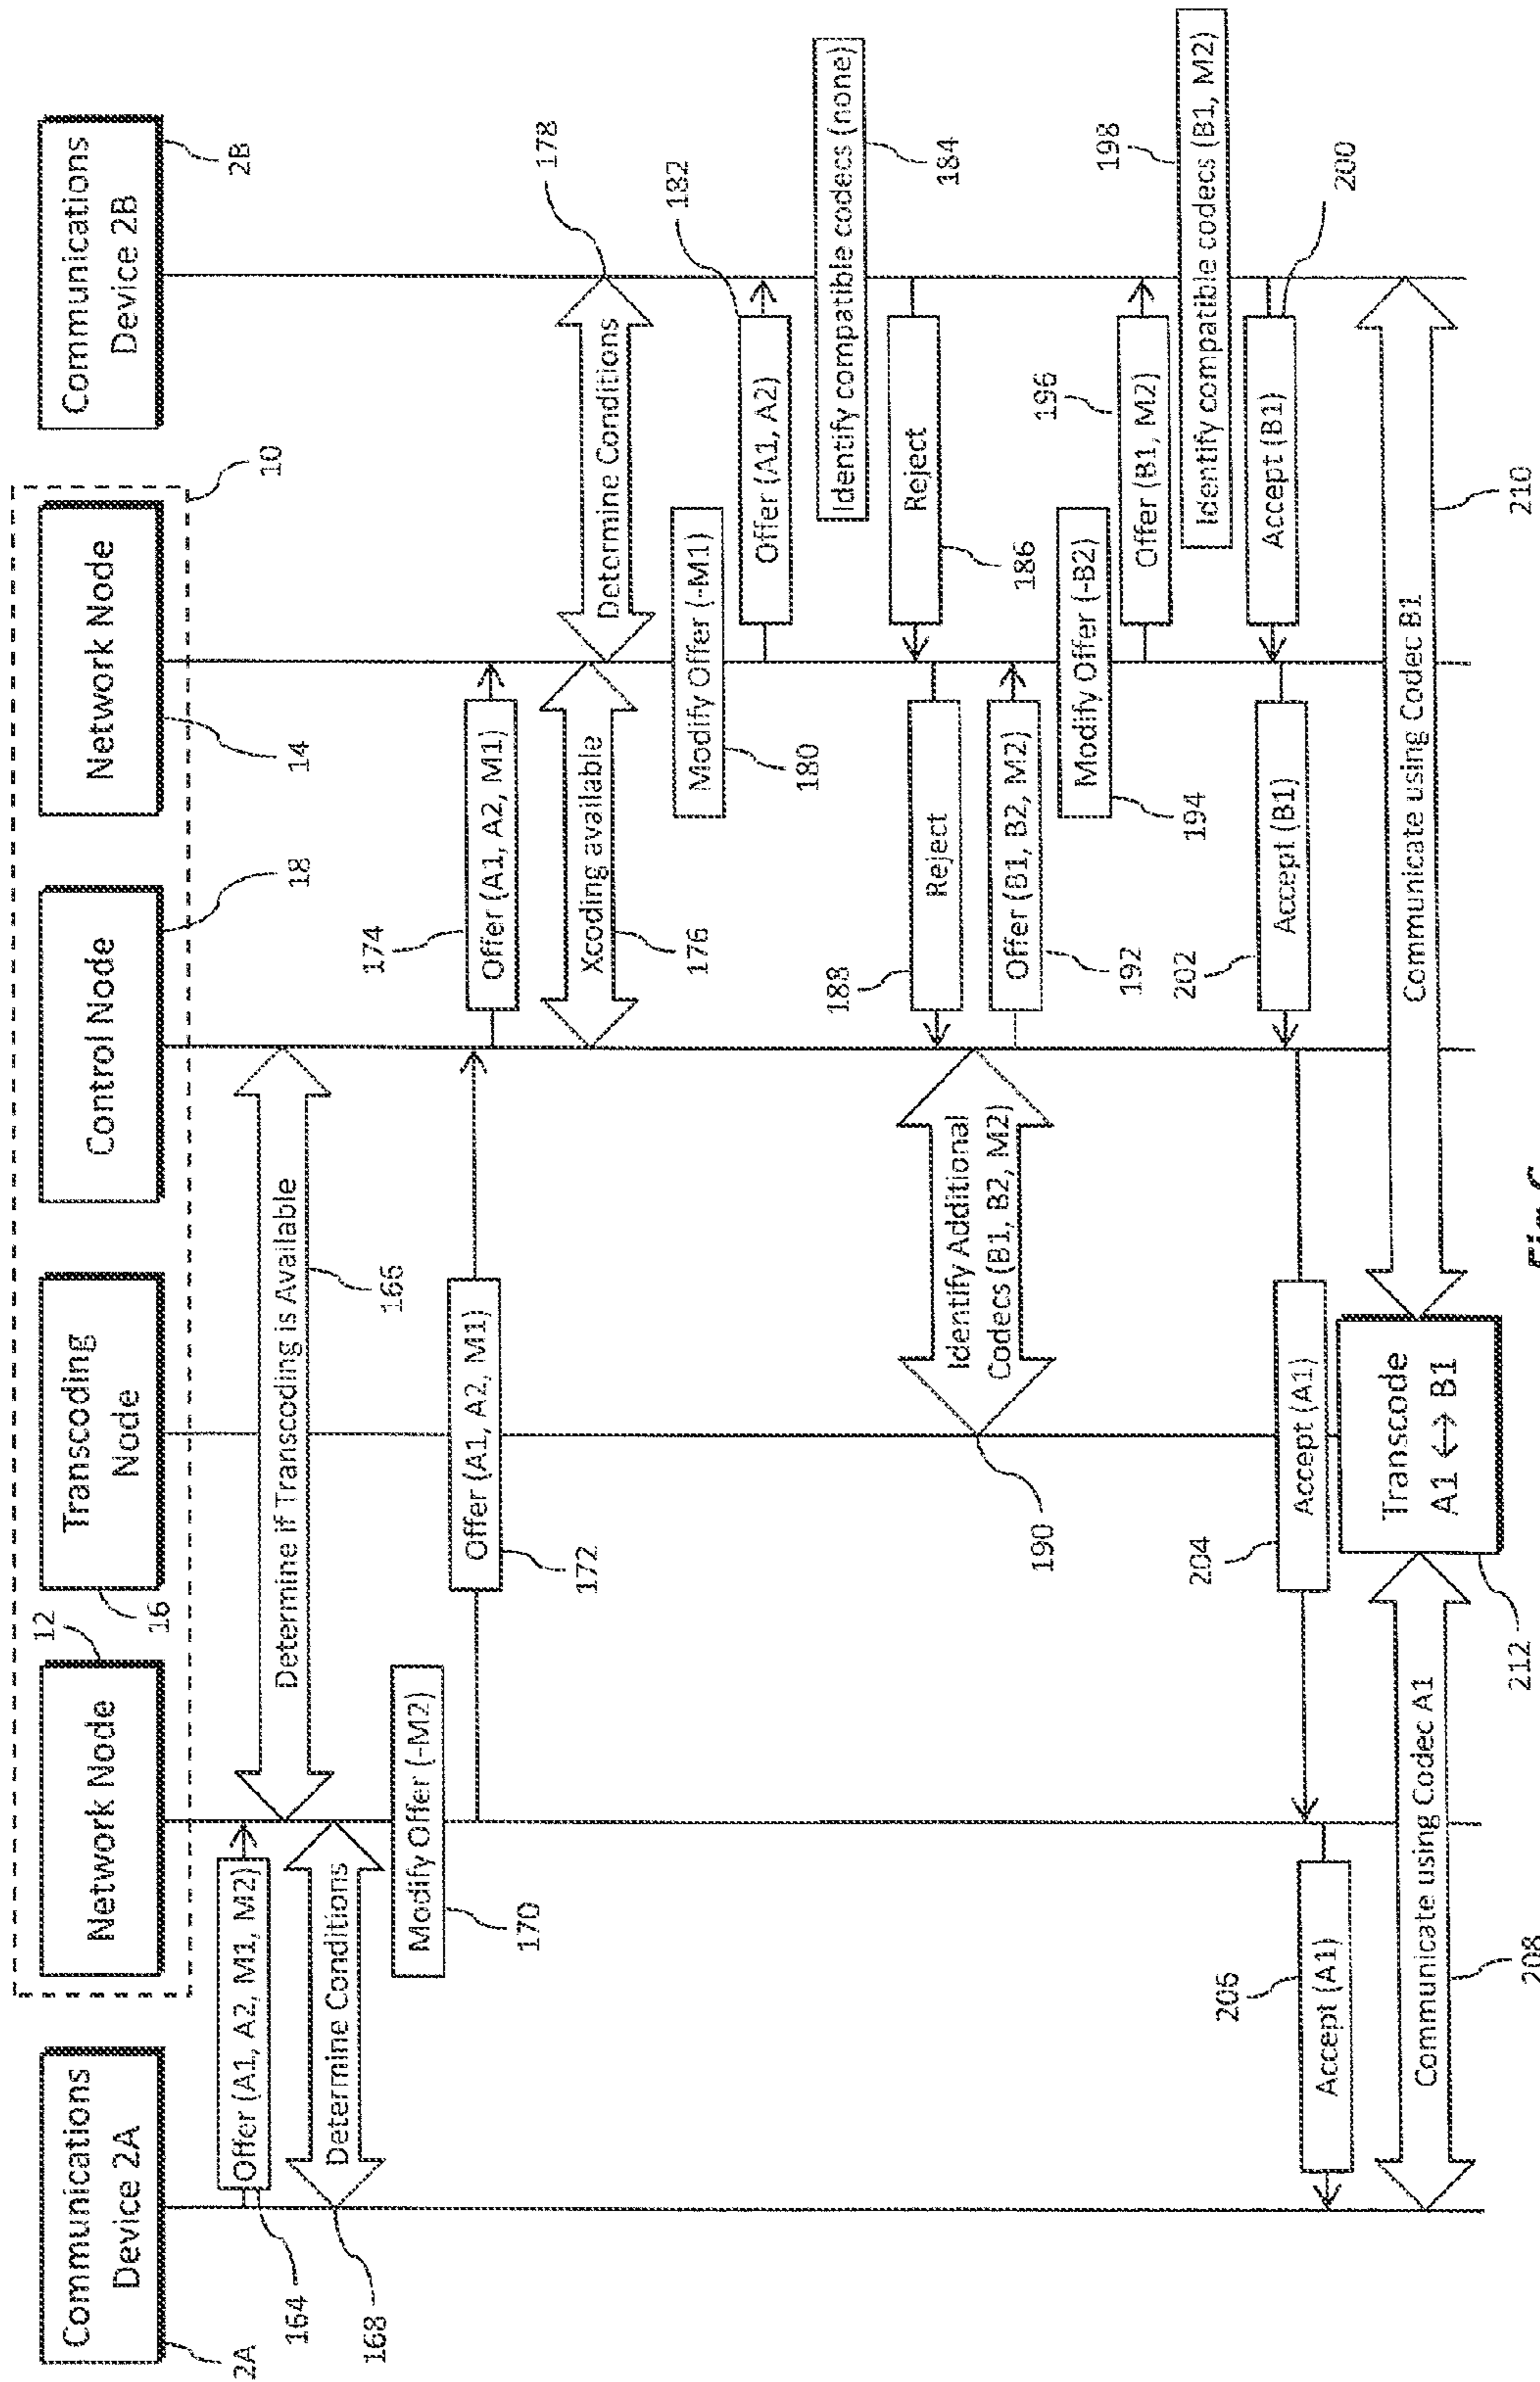 Communications
Device 2A
Network Node
Transcoding
Node
Control Node
Network Node
Communications
Device 2B
2A
12
16
18
14
10
2B
Offer (A1, A2, M1, M2)
164
Determine if Transcoding is Available
166
Determine Conditions
168
Modify Offer (-M2)
170
Offer (A1, A2, M1)
172
174
Offer (A1, A2, M1)
Xcoding available
176
Determine Conditions
178
Modify Offer (-M1)
180
182
Offer (A1, A2)
Identify compatible codecs (none)
184
Reject
186
188
Reject
Identify Additional
Codecs (B1, B2, M2)
190
Offer (B1, B2, M2)
192
Modify Offer (-B2)
194
196
Offer (B1, M2)
198
Identify compatible codecs (B1, M2)
Accept (B1)
200
202
Accept (B1)
204
Accept (A1)
206
Accept (A1)
Communicate using Codec A1
208
Transcode
A1 ↔ B1
212
Communicate using Codec B1
210